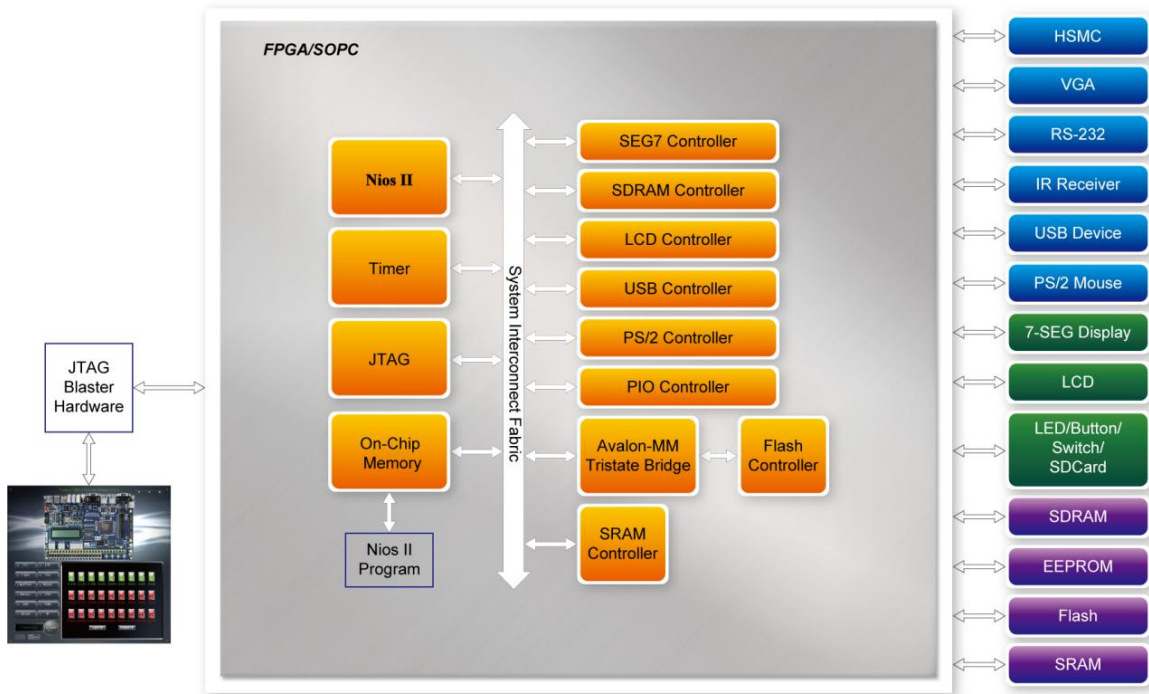 FPGA/SOPC
Nios II
Timer
JTAG
On-Chip
Memory
Nios II
Program
System Interconnect Fabric
SEG7 Controller
SDRAM Controller
LCD Controller
USB Controller
PS/2 Controller
PIO Controller
Avalon-MM
Tristate Bridge
Flash
Controller
SRAM
Controller
JTAG
Blaster
Hardware
HSMC
VGA
RS-232
IR Receiver
USB Device
PS/2 Mouse
7-SEG Display
LCD
LED/Button/
Switch/
SDCard
SDRAM
EEPROM
Flash
SRAM